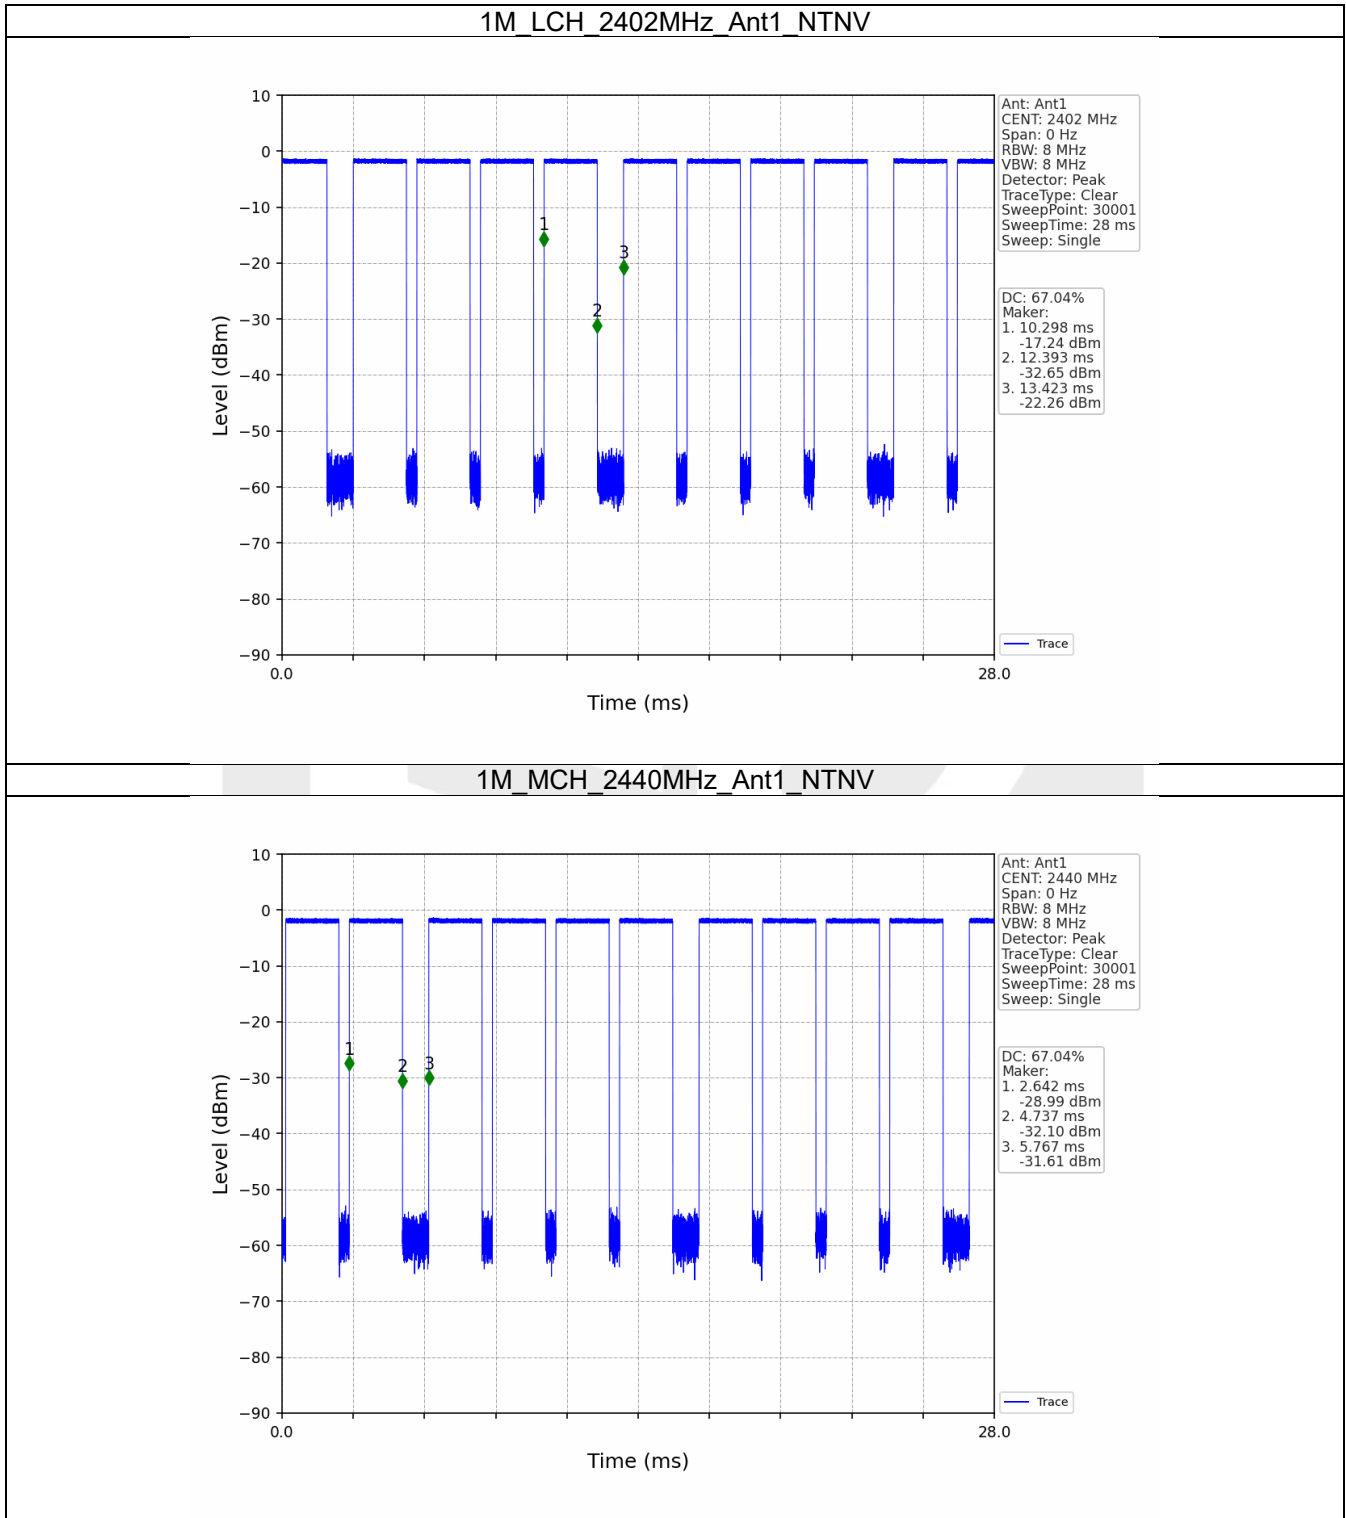 1M_LCH_2402MHz_Ant1_NTNV
10
0
−10
−20
−30
−40
−50
−60
−70
−80
−90
Level (dBm)
1
2
3
0.0
28.0
Time (ms)
Ant: Ant1
CENT: 2402 MHz
Span: 0 Hz
RBW: 8 MHz
VBW: 8 MHz
Detector: Peak
TraceType: Clear
SweepPoint: 30001
SweepTime: 28 ms
Sweep: Single
DC: 67.04%
Maker:
1. 10.298 ms
-17.24 dBm
2. 12.393 ms
-32.65 dBm
3. 13.423 ms
-22.26 dBm
Trace
1M_MCH_2440MHz_Ant1_NTNV
10
0
−10
−20
−30
−40
−50
−60
−70
−80
−90
Level (dBm)
1
2
3
0.0
28.0
Time (ms)
Ant: Ant1
CENT: 2440 MHz
Span: 0 Hz
RBW: 8 MHz
VBW: 8 MHz
Detector: Peak
TraceType: Clear
SweepPoint: 30001
SweepTime: 28 ms
Sweep: Single
DC: 67.04%
Maker:
1. 2.642 ms
-28.99 dBm
2. 4.737 ms
-32.10 dBm
3. 5.767 ms
-31.61 dBm
Trace